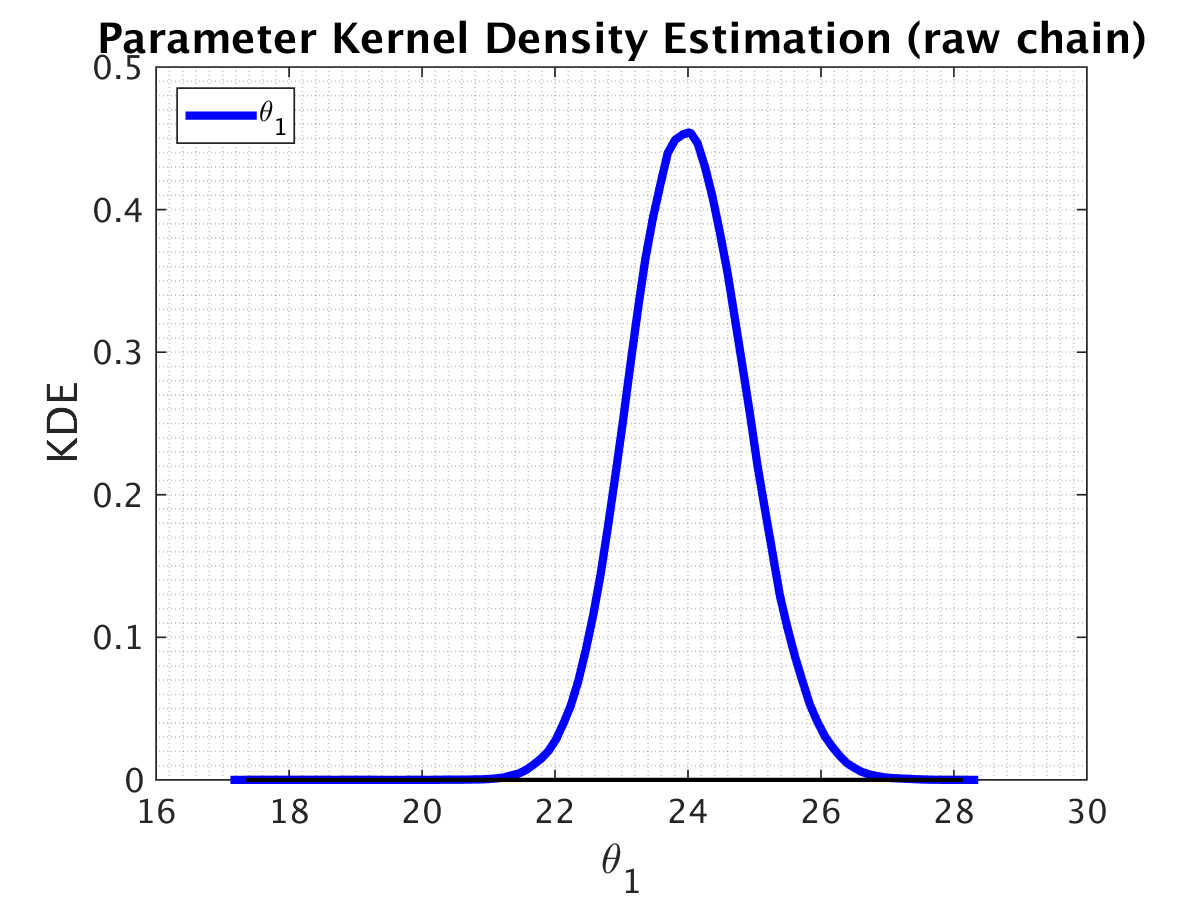 Parameter Kernel Density Estimation (raw chain)
0.5
θ1
0.4
0.3
KDE
0.2
0.1
0
16 18 20 22 24 26 28 30
θ1